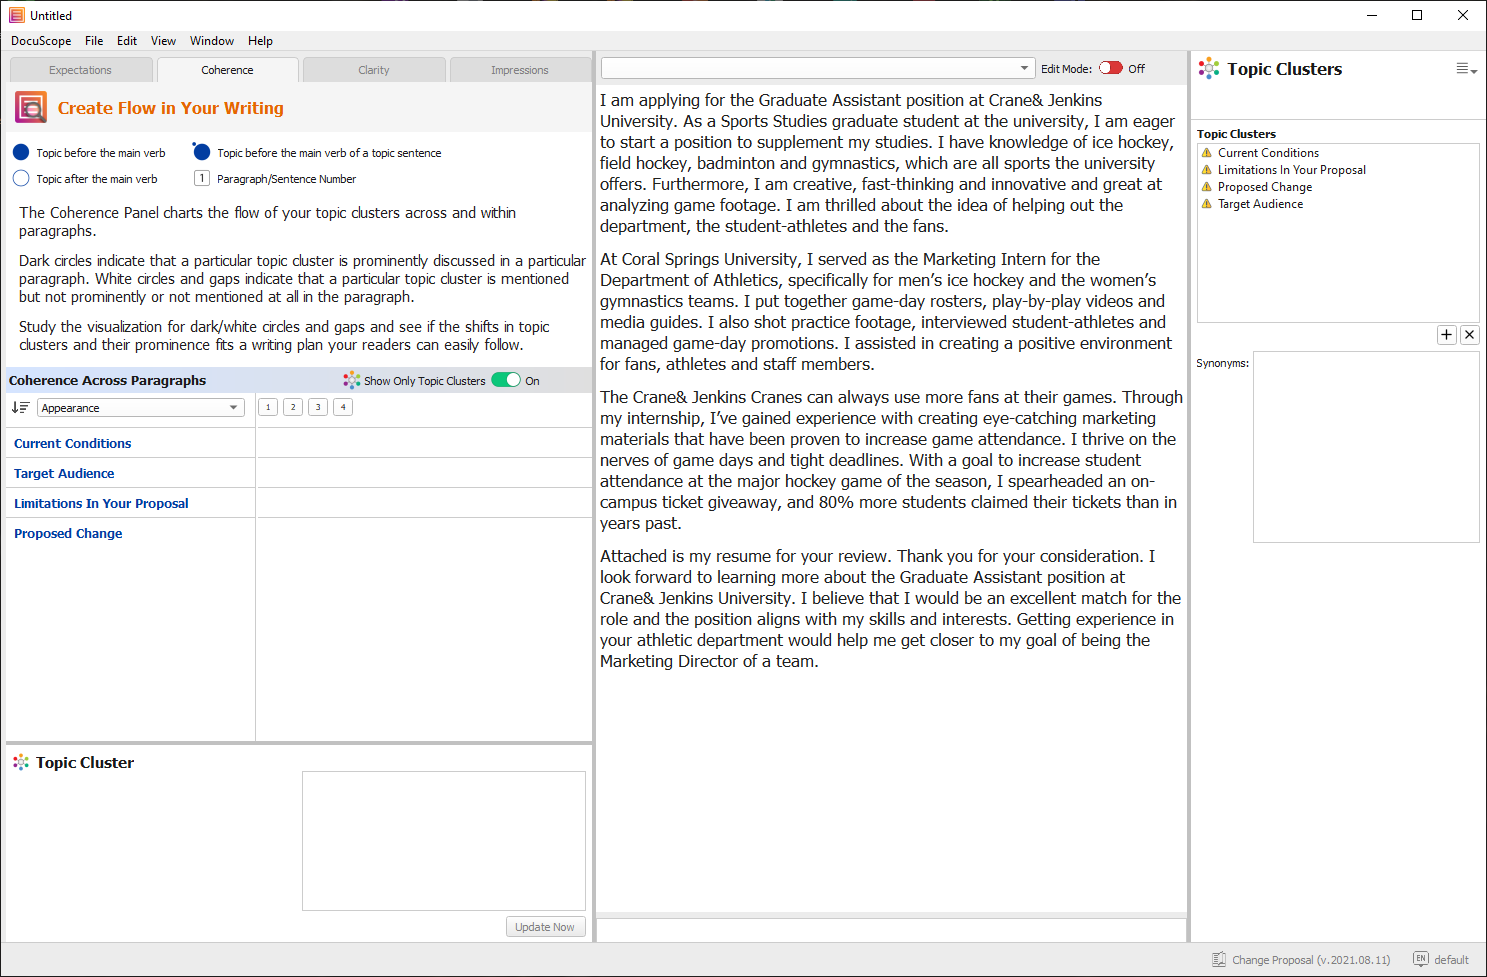 Untitled
DocuScope File Edit View Window Help
Expectations Coherence Clarity Impressions
Create Flow in Your Writing
Topic before the main verb
Topic before the main verb of a topic sentence
Topic after the main verb
1 Paragraph/Sentence Number
The Coherence Panel charts the flow of your topic clusters across and within
paragraphs.
Dark circles indicate that a particular topic cluster is prominently discussed in a particular
paragraph. White circles and gaps indicate that a particular topic cluster is mentioned
but not prominently or not mentioned at all in the paragraph.
Study the visualization for dark/white circles and gaps and see if the shifts in topic
clusters and their prominence fits a writing plan your readers can easily follow.
Coherence Across Paragraphs
Show Only Topic Clusters On
Appearance
1 2 3 4
Current Conditions
Target Audience
Limitations In Your Proposal
Proposed Change
Topic Cluster
Update Now
Edit Mode: Off
I am applying for the Graduate Assistant position at Crane& Jenkins
University. As a Sports Studies graduate student at the university, I am eager
to start a position to supplement my studies. I have knowledge of ice hockey,
field hockey, badminton and gymnastics, which are all sports the university
offers. Furthermore, I am creative, fast-thinking and innovative and great at
analyzing game footage. I am thrilled about the idea of helping out the
department, the student-athletes and the fans.
At Coral Springs University, I served as the Marketing Intern for the
Department of Athletics, specifically for men’s ice hockey and the women’s
gymnastics teams. I put together game-day rosters, play-by-play videos and
media guides. I also shot practice footage, interviewed student-athletes and
managed game-day promotions. I assisted in creating a positive environment
for fans, athletes and staff members.
The Crane& Jenkins Cranes can always use more fans at their games. Through
my internship, I’ve gained experience with creating eye-catching marketing
materials that have been proven to increase game attendance. I thrive on the
nerves of game days and tight deadlines. With a goal to increase student
attendance at the major hockey game of the season, I spearheaded an on-
campus ticket giveaway, and 80% more students claimed their tickets than in
years past.
Attached is my resume for your review. Thank you for your consideration. I
look forward to learning more about the Graduate Assistant position at
Crane& Jenkins University. I believe that I would be an excellent match for the
role and the position aligns with my skills and interests. Getting experience in
your athletic department would help me get closer to my goal of being the
Marketing Director of a team.
Topic Clusters
Topic Clusters
Current Conditions
Limitations In Your Proposal
Proposed Change
Target Audience
Synonyms:
Change Proposal (v.2021.08.11)
EN default